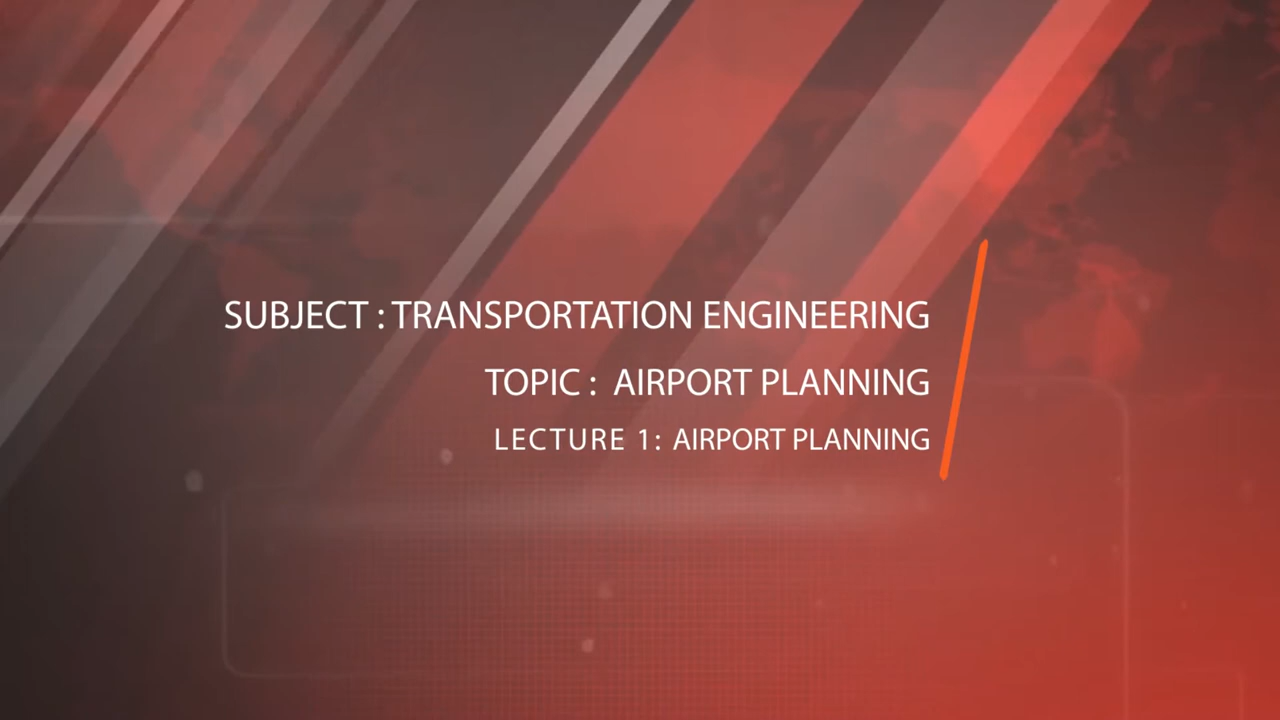 SUBJECT : TRANSPORTATION ENGINEERING
TOPIC :  AIRPORT PLANNING
LECTURE 1: AIRPORT PLANNING